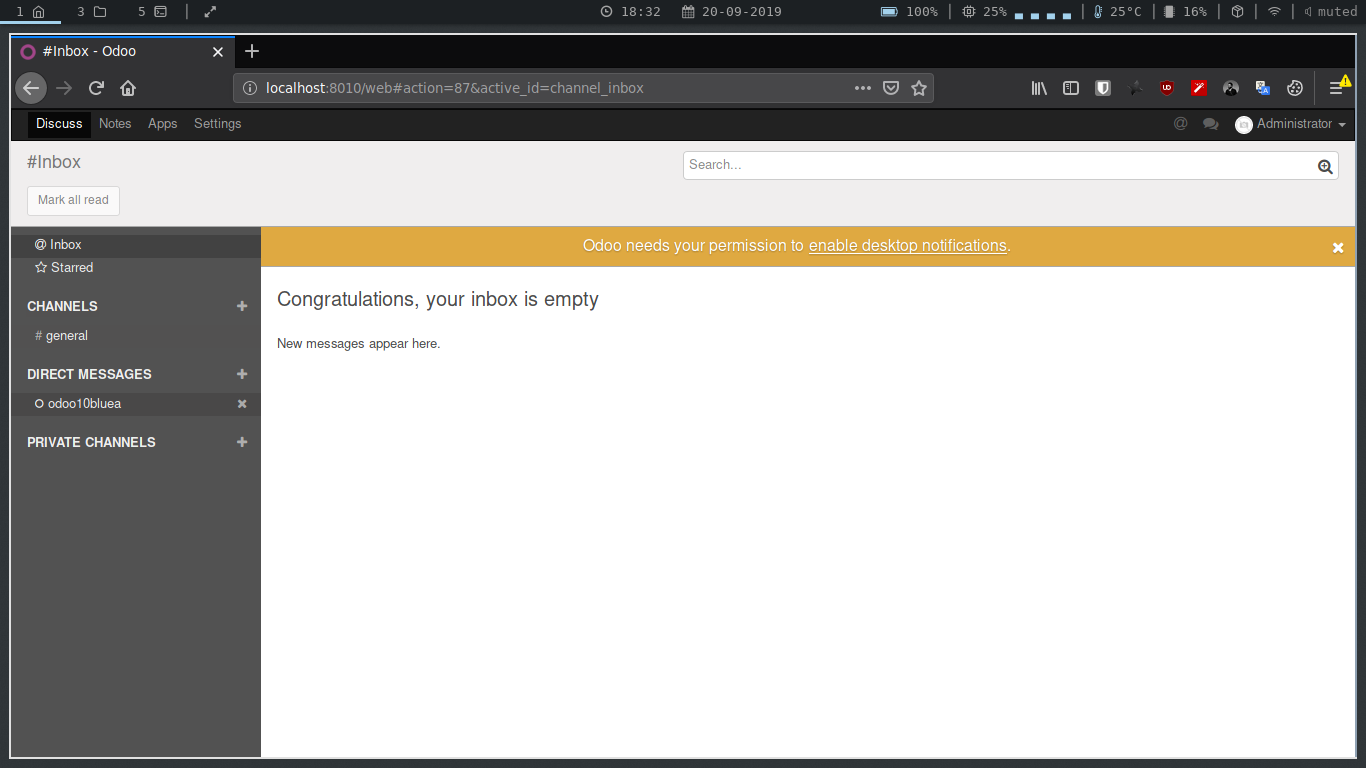 1 3 5 18:32 20-09-2019 100% 25% 25°C 16% muted
#Inbox - Odoo
localhost:8010/web#action=87&active_id=channel_inbox
Discuss Notes Apps Settings @ Administrator
#Inbox
Search...
Mark all read
@ Inbox
Starred
CHANNELS
# general
DIRECT MESSAGES
odoo10bluea
PRIVATE CHANNELS
Odoo needs your permission to enable desktop notifications.
Congratulations, your inbox is empty
New messages appear here.